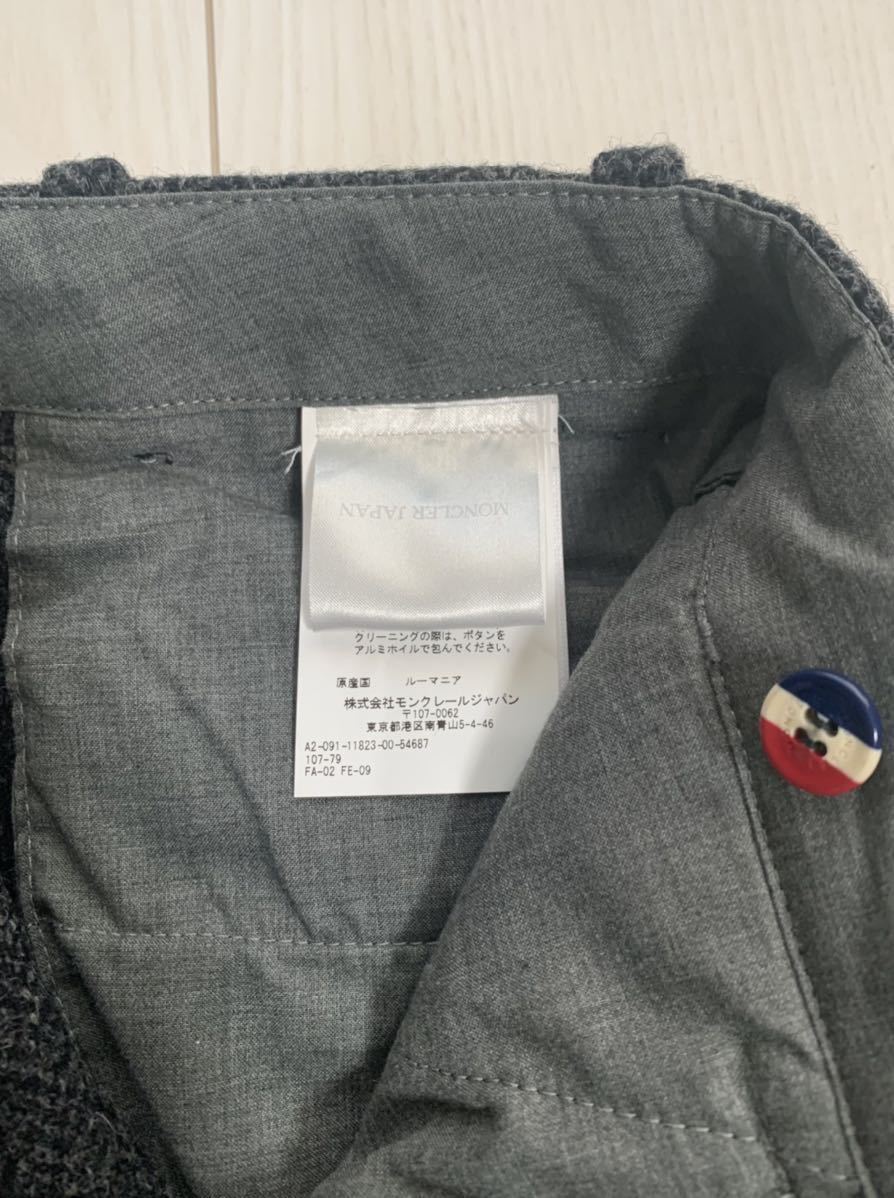 MONCLER JAPAN
クリーニングの際は、ボタンを
アルミホイルで包んでください。
原産国 ルーマニア
株式会社モンクレールジャパン
〒107-0062
東京都港区南青山5-4-46
A2-091-11823-00-54687
107-79
FA-02 FE-09